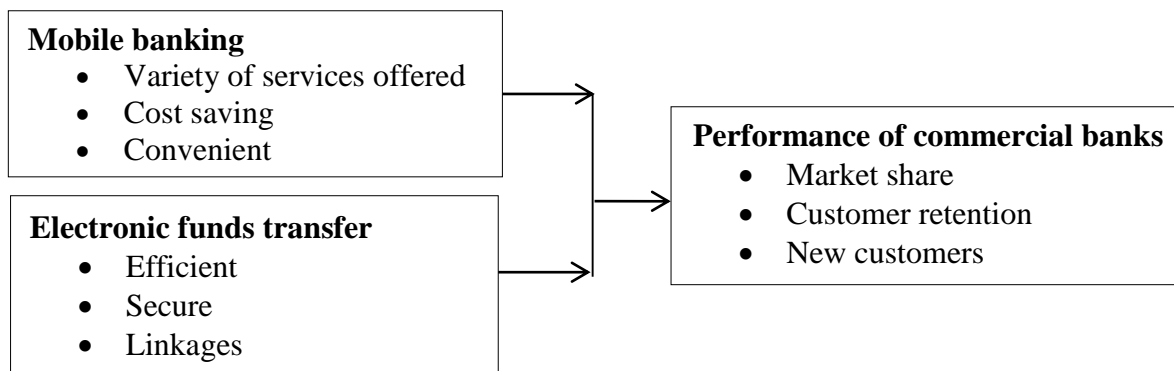 Mobile banking
• Variety of services offered
• Cost saving
• Convenient
Electronic funds transfer
• Efficient
• Secure
• Linkages
Performance of commercial banks
• Market share
• Customer retention
• New customers